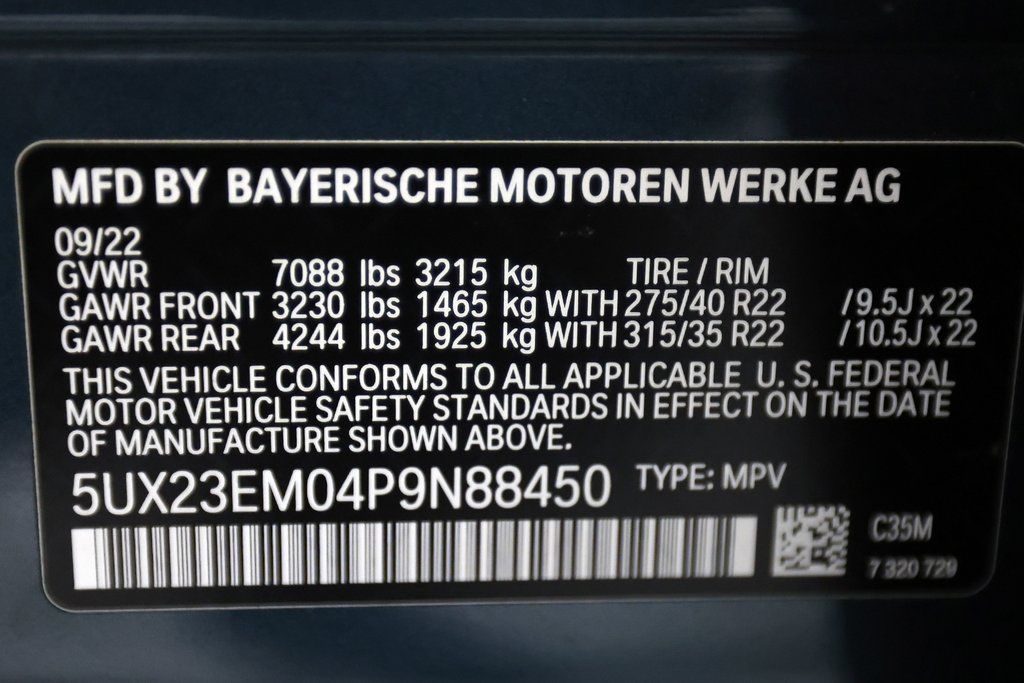 MFD BY BAYERISCHE MOTOREN WERKE AG
09/22
GVWR 7088 lbs 3215 kg TIRE / RIM
GAWR FRONT 3230 lbs 1465 kg WITH 275/40 R22 /9.5J x 22
GAWR REAR 4244 lbs 1925 kg WITH 315/35 R22 /10.5J x 22
THIS VEHICLE CONFORMS TO ALL APPLICABLE U. S. FEDERAL
MOTOR VEHICLE SAFETY STANDARDS IN EFFECT ON THE DATE
OF MANUFACTURE SHOWN ABOVE.
5UX23EM04P9N88450 TYPE: MPV
C35M
7 320 729